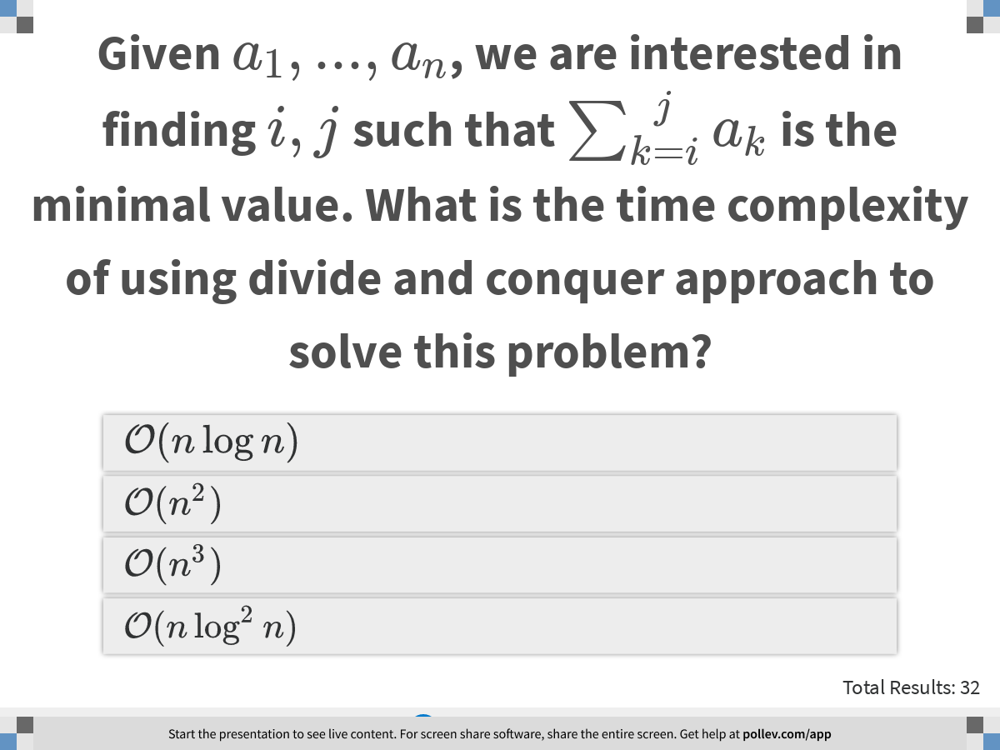 Given $a_1, ..., a_n$, we are interested in
finding $i, j$ such that $\sum_{k=i}^{j} a_k$ is the
minimal value. What is the time complexity
of using divide and conquer approach to
solve this problem?
$\mathcal{O}(n \log n)$
$\mathcal{O}(n^2)$
$\mathcal{O}(n^3)$
$\mathcal{O}(n \log^2 n)$
Total Results: 32
Start the presentation to see live content. For screen share software, share the entire screen. Get help at pollev.com/app